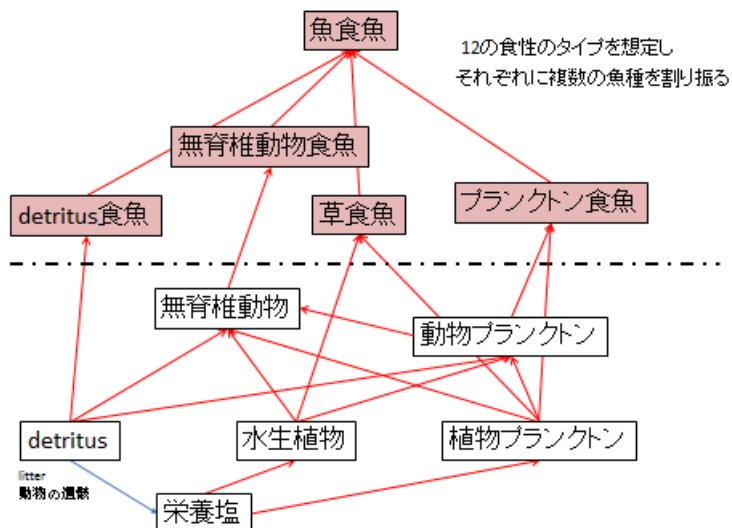 魚食魚
12の食性のタイプを想定し
それぞれに複数の魚種を割り振る
無脊椎動物食魚
detritus食魚
草食魚
プランクトン食魚
無脊椎動物
動物プランクトン
detritus
水生植物
植物プランクトン
litter
動物の遺骸
栄養塩